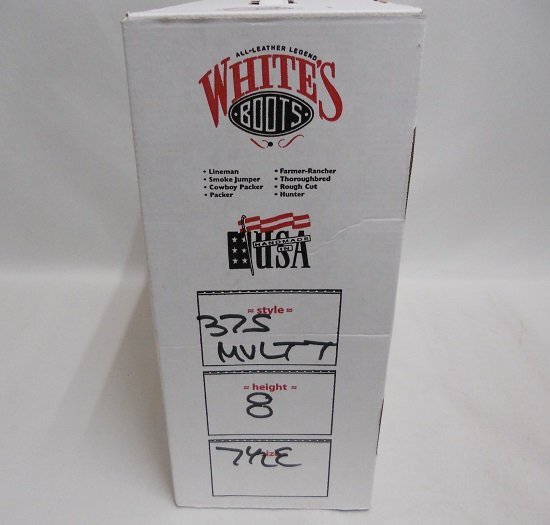 ALL-LEATHER LEGEND
WHITE'S
BOOTS
• Lineman
• Smoke Jumper
• Cowboy Packer
• Packer
• Farmer-Rancher
• Thoroughbred
• Rough Cut
• Hunter
HANDMADE IN
USA
≈ style ≈
375
MULTT
≈ height ≈
8